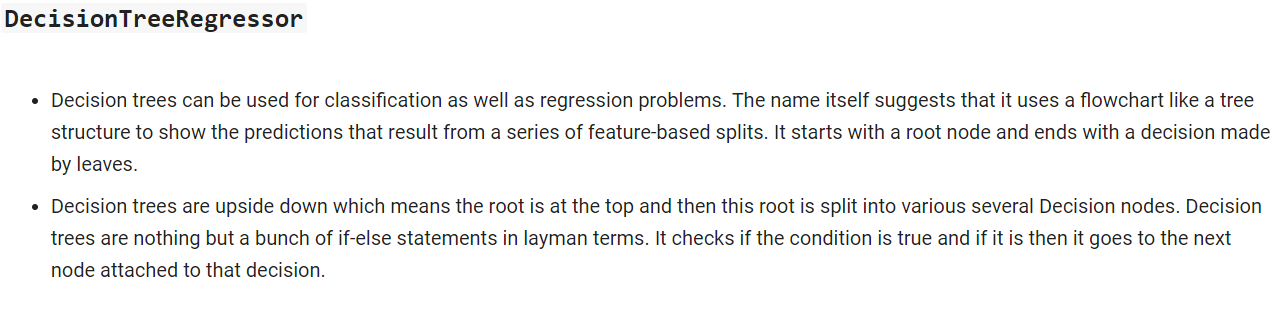 DecisionTreeRegressor
• Decision trees can be used for classification as well as regression problems. The name itself suggests that it uses a flowchart like a tree
structure to show the predictions that result from a series of feature-based splits. It starts with a root node and ends with a decision made
by leaves.
• Decision trees are upside down which means the root is at the top and then this root is split into various several Decision nodes. Decision
trees are nothing but a bunch of if-else statements in layman terms. It checks if the condition is true and if it is then it goes to the next
node attached to that decision.